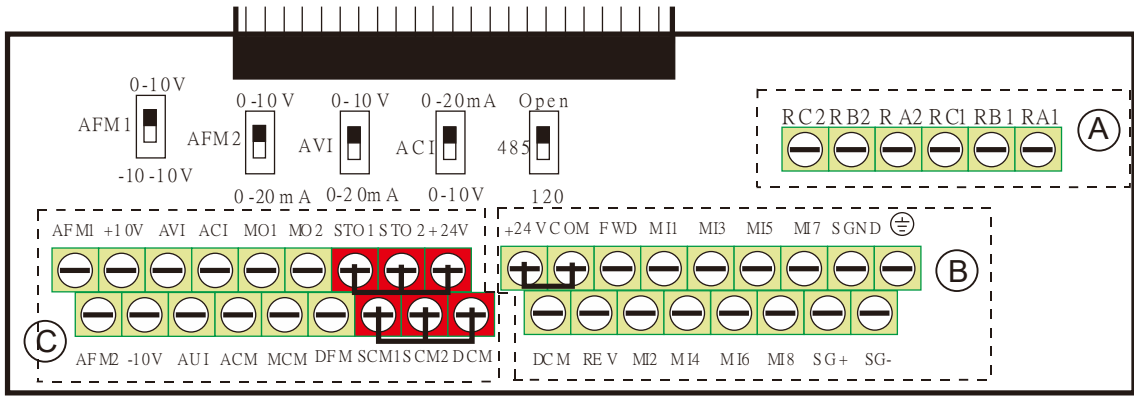 0-10V 0-10V 0-10V 0-20mA Open
AFM1 AFM2 AVI ACI 485
-10-10V 0-20mA 0-20mA 0-10V 120
RC2 RB2 RA2 RC1 RB1 RA1
A
AFM1 +10V AVI ACI MO1 MO2 STO1 STO2 +24V
AFM2 -10V AUI ACM MCM DFM SCM1 SCM2 DCM
C
+24V COM FWD MI1 MI3 MI5 MI7 SGND
DCM REV MI2 MI4 MI6 MI8 SG+ SG-
B